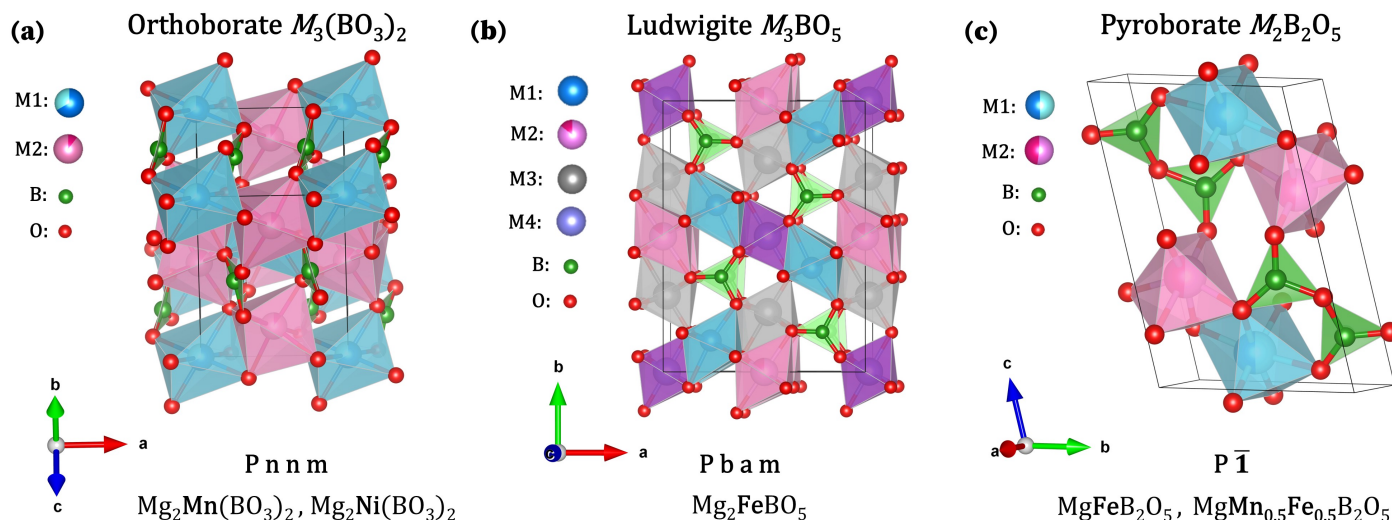 (a) Orthoborate M₃(BO₃)₂
M1:
M2:
B:
O:
b
a
c
P n n m
Mg₂Mn(BO₃)₂ , Mg₂Ni(BO₃)₂
(b) Ludwigite M₃BO₅
M1:
M2:
M3:
M4:
B:
O:
b
c
a
P b a m
Mg₂FeBO₅
(c) Pyroborate M₂B₂O₅
M1:
M2:
B:
O:
c
a
b
P 1̅
MgFeB₂O₅ , MgMn₀.₅Fe₀.₅B₂O₅